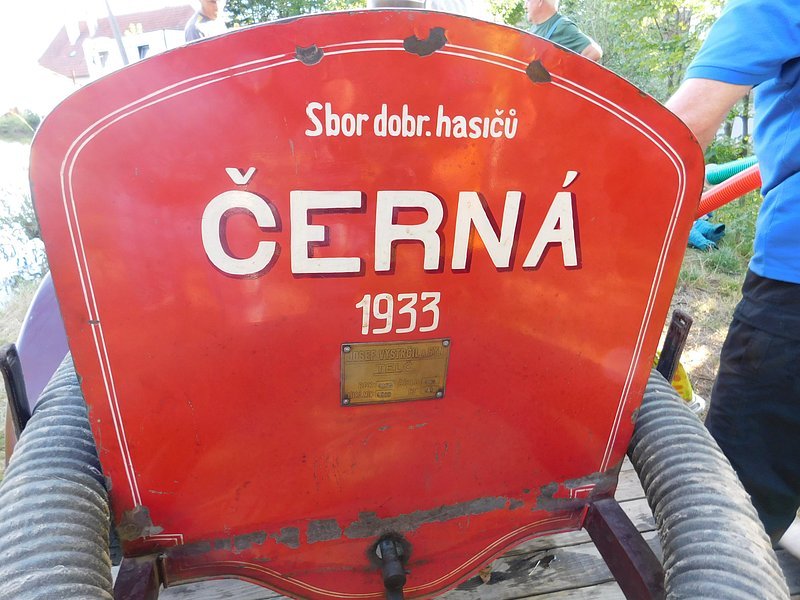 Sbor dobr. hasičů
ČERNÁ
1933
JOSEF VYSTRČIL
TELČ